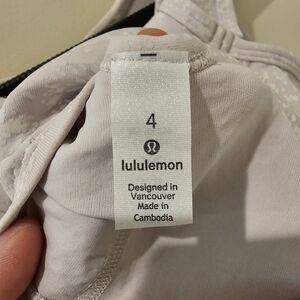 4
lululemon
Designed in
Vancouver
Made in
Cambodia